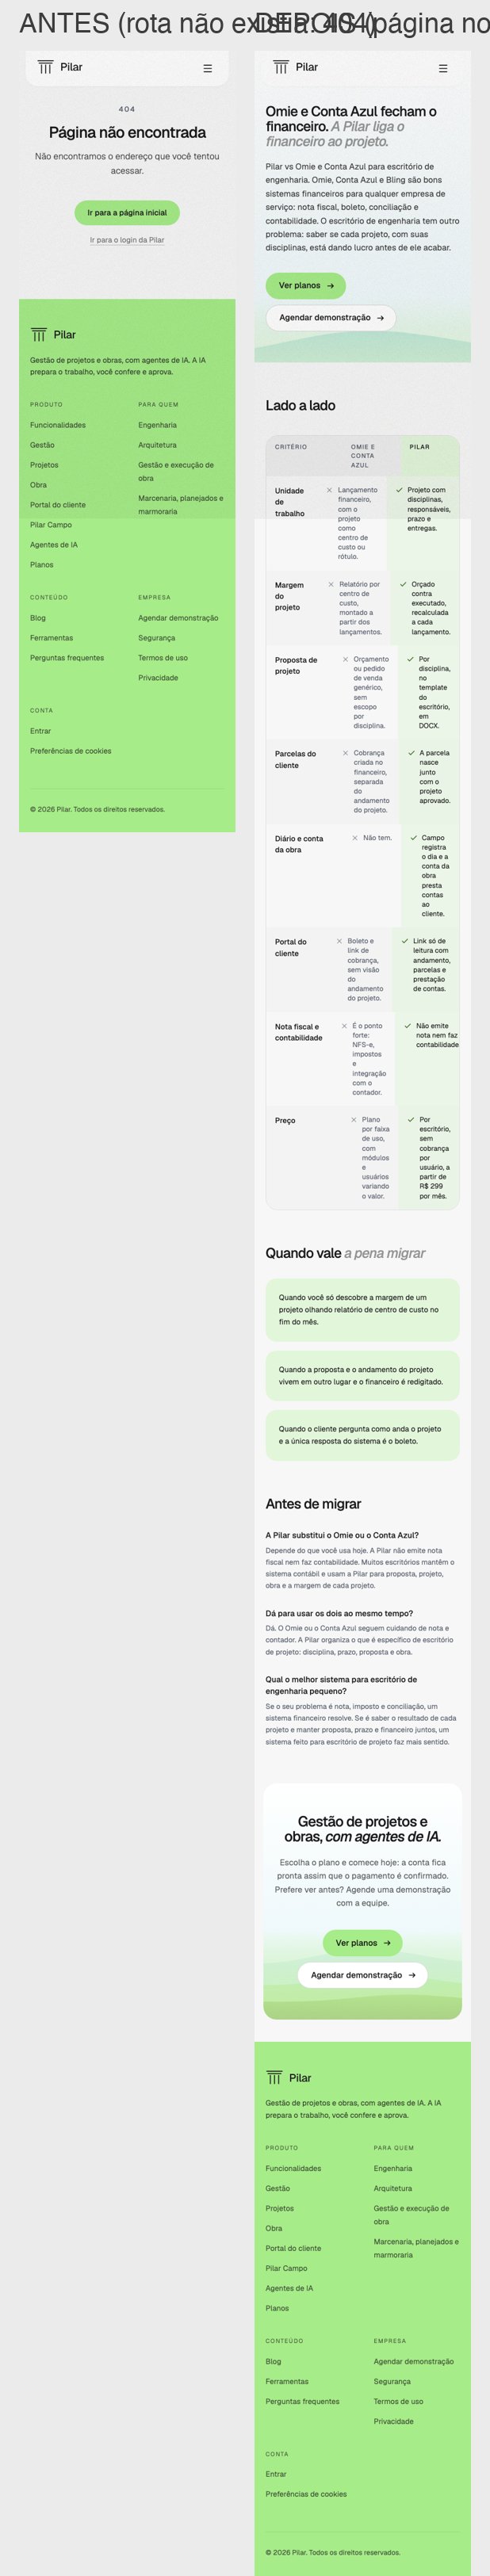 ANTES (rota não existia: 404)
DEPOIS (página no
Pilar
404
Página não encontrada
Não encontramos o endereço que você tentou
acessar.
Ir para a página inicial
Ir para o login da Pilar
Pilar
Gestão de projetos e obras, com agentes de IA. A IA
prepara o trabalho, você confere e aprova.
PRODUTO
Funcionalidades
Gestão
Projetos
Obra
Portal do cliente
Pilar Campo
Agentes de IA
Planos
PARA QUEM
Engenharia
Arquitetura
Gestão e execução de
obra
Marcenaria, planejados e
marmoraria
CONTEÚDO
Blog
Ferramentas
Perguntas frequentes
EMPRESA
Agendar demonstração
Segurança
Termos de uso
Privacidade
CONTA
Entrar
Preferências de cookies
© 2026 Pilar. Todos os direitos reservados.
Pilar
Omie e Conta Azul fecham o
financeiro. A Pilar liga o
financeiro ao projeto.
Pilar vs Omie e Conta Azul para escritório de
engenharia. Omie, Conta Azul e Bling são bons
sistemas financeiros para qualquer empresa de
serviço: nota fiscal, boleto, conciliação e
contabilidade. O escritório de engenharia tem outro
problema: saber se cada projeto, com suas
disciplinas, está dando lucro antes de ele acabar.
Ver planos →
Agendar demonstração →
Lado a lado
CRITÉRIO
OMIE E
CONTA
AZUL
PILAR
Unidade
de
trabalho
Lançamento
financeiro,
com o
projeto
como
centro de
custo ou
rótulo.
Projeto com
disciplinas,
responsáveis,
prazo e
entregas.
Margem
do
projeto
Relatório por
centro de
custo,
montado a
partir dos
lançamentos.
Orçado
contra
executado,
recalculada
a cada
lançamento.
Proposta de
projeto
Orçamento
ou pedido
de venda
genérico,
sem
escopo
por
disciplina.
Por
disciplina,
no
template
do
escritório,
em
DOCX.
Parcelas do
cliente
Cobrança
criada no
financeiro,
separada
do
andamento
do projeto.
A parcela
nasce
junto
com o
projeto
aprovado.
Diário e conta
da obra
Não tem.
Campo
registra
o dia e a
conta da
obra
presta
contas
ao
cliente.
Portal do
cliente
Boleto e
link de
cobrança,
sem visão
do
andamento
do projeto.
Link só de
leitura com
andamento,
parcelas e
prestação
de contas.
Nota fiscal e
contabilidade
É o ponto
forte:
NFS-e,
impostos
e
integração
com o
contador.
Não emite
nota nem faz
contabilidade
Preço
Plano
por faixa
de uso,
com
módulos
e
usuários
variando
o valor.
Por
escritório,
sem
cobrança
por
usuário, a
partir de
R$ 299
por mês.
Quando vale a pena migrar
Quando você só descobre a margem de um
projeto olhando relatório de centro de custo no
fim do mês.
Quando a proposta e o andamento do projeto
vivem em outro lugar e o financeiro é redigitado.
Quando o cliente pergunta como anda o projeto
e a única resposta do sistema é o boleto.
Antes de migrar
A Pilar substitui o Omie ou o Conta Azul?
Depende do que você usa hoje. A Pilar não emite nota
fiscal nem faz contabilidade. Muitos escritórios mantêm o
sistema contábil e usam a Pilar para proposta, projeto,
obra e a margem de cada projeto.
Dá para usar os dois ao mesmo tempo?
Dá. O Omie ou o Conta Azul seguem cuidando de nota e
contador. A Pilar organiza o que é específico de escritório
de projeto: disciplina, prazo, proposta e obra.
Qual o melhor sistema para escritório de
engenharia pequeno?
Se o seu problema é nota, imposto e conciliação, um
sistema financeiro resolve. Se é saber o resultado de cada
projeto e manter proposta, prazo e financeiro juntos, um
sistema feito para escritório de projeto faz mais sentido.
Gestão de projetos e
obras, com agentes de IA.
Escolha o plano e comece hoje: a conta fica
pronta assim que o pagamento é confirmado.
Prefere ver antes? Agende uma demonstração
com a equipe.
Ver planos →
Agendar demonstração →
Pilar
Gestão de projetos e obras, com agentes de IA. A IA
prepara o trabalho, você confere e aprova.
PRODUTO
Funcionalidades
Gestão
Projetos
Obra
Portal do cliente
Pilar Campo
Agentes de IA
Planos
PARA QUEM
Engenharia
Arquitetura
Gestão e execução de
obra
Marcenaria, planejados e
marmoraria
CONTEÚDO
Blog
Ferramentas
Perguntas frequentes
EMPRESA
Agendar demonstração
Segurança
Termos de uso
Privacidade
CONTA
Entrar
Preferências de cookies
© 2026 Pilar. Todos os direitos reservados.